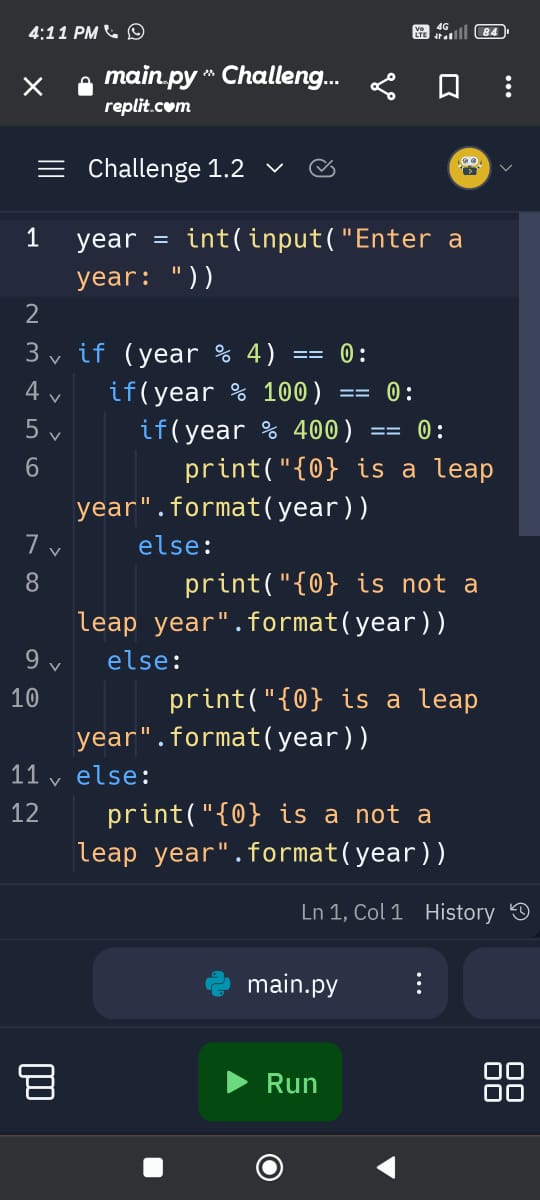 4:11 PM
Vo LTE 4G 84
main.py Challeng...
replit.com
Challenge 1.2
1 year = int(input("Enter a
year: "))
2
3 if (year % 4) == 0:
4 if(year % 100) == 0:
5 if(year % 400) == 0:
6 print("{0} is a leap
year".format(year))
7 else:
8 print("{0} is not a
leap year".format(year))
9 else:
10 print("{0} is a leap
year".format(year))
11 else:
12 print("{0} is a not a
leap year".format(year))
Ln 1, Col 1 History
main.py
Run